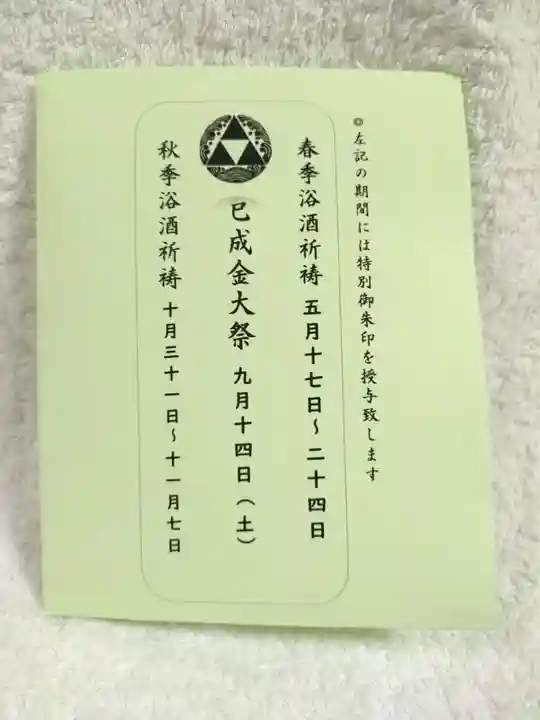 ◎左記の期間には特別御朱印を授与致します
春季浴酒祈祷 五月十七日～二十四日
巳成金大祭 九月十四日（土）
秋季浴酒祈祷 十月三十一日～十一月七日